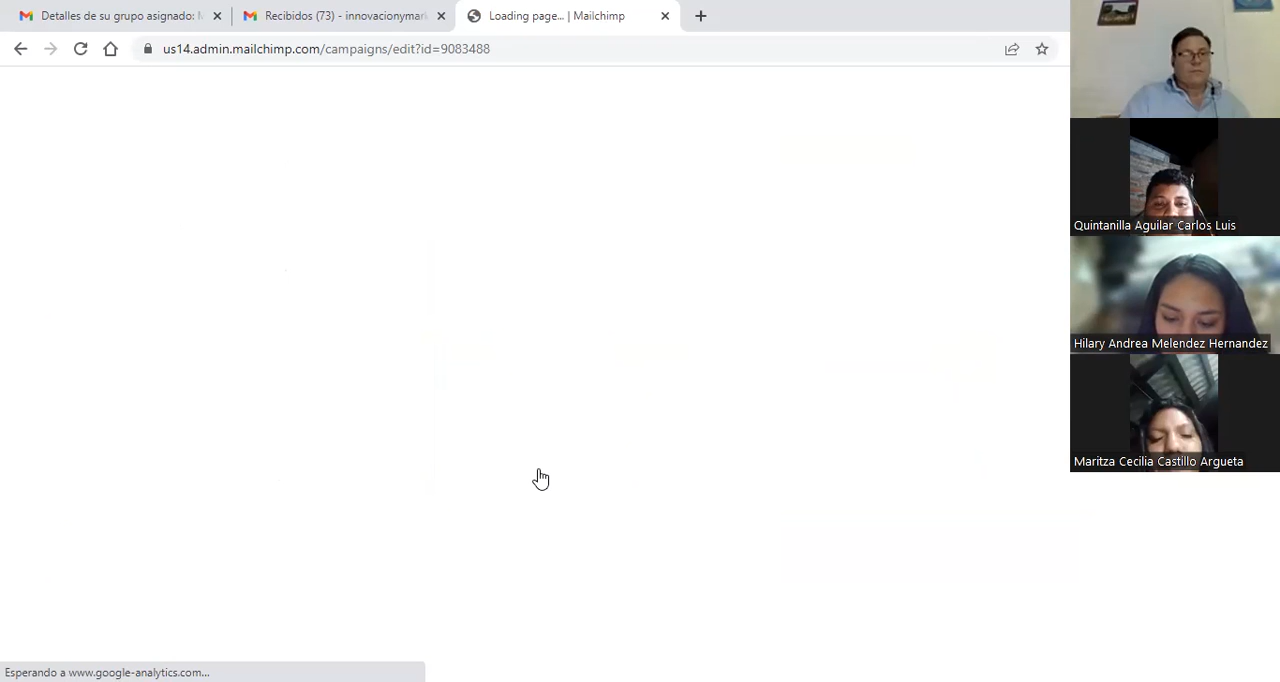 Detalles de su grupo asignado: M
Recibidos (73) - innovacionymark
Loading page... | Mailchimp
us14.admin.mailchimp.com/campaigns/edit?id=9083488
Quintanilla Aguilar Carlos Luis
Hilary Andrea Melendez Hernandez
Maritza Cecilia Castillo Argueta
Esperando a www.google-analytics.com...